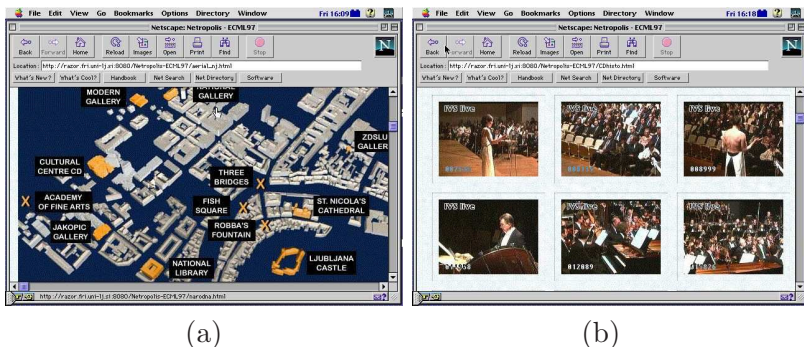 File Edit View Go Bookmarks Options Directory Window Fri 16:09
Netscape: Netropolis - ECML97
Back Forward Home Reload Images Open Print Find Stop
N
Location: http://razor.fri.uni-lj.si:8080/Netropolis-ECML97/aerial_nj.html
What's New? What's Cool? Handbook Net Search Net Directory Software
MODERN
GALLERY
NATIONAL
GALLERY
ZDSLU
GALLER
CULTURAL
CENTRE CD
THREE
BRIDGES
X
X
ACADEMY
OF FINE ARTS
FISH
SQUARE
X
ST. NICOLA'S
CATHEDRAL
JAKOPIC
GALLERY
ROBBA'S
FOUNTAIN
X
NATIONAL
LIBRARY
LJUBLJANA
CASTLE
http://razor.fri.uni-lj.si:8080/Netropolis-ECML97/narodna.html
(a)
File Edit View Go Bookmarks Options Directory Window Fri 16:18
Netscape: Netropolis - ECML97
Back Forward Home Reload Images Open Print Find Stop
N
Location: http://razor.fri.uni-lj.si:8080/Netropolis-ECML97/CDhisto.html
What's New? What's Cool? Handbook Net Search Net Directory Software
IVS live
IVS live
IVS live
008999
IVS live
IVS live
IVS live
012089
(b)